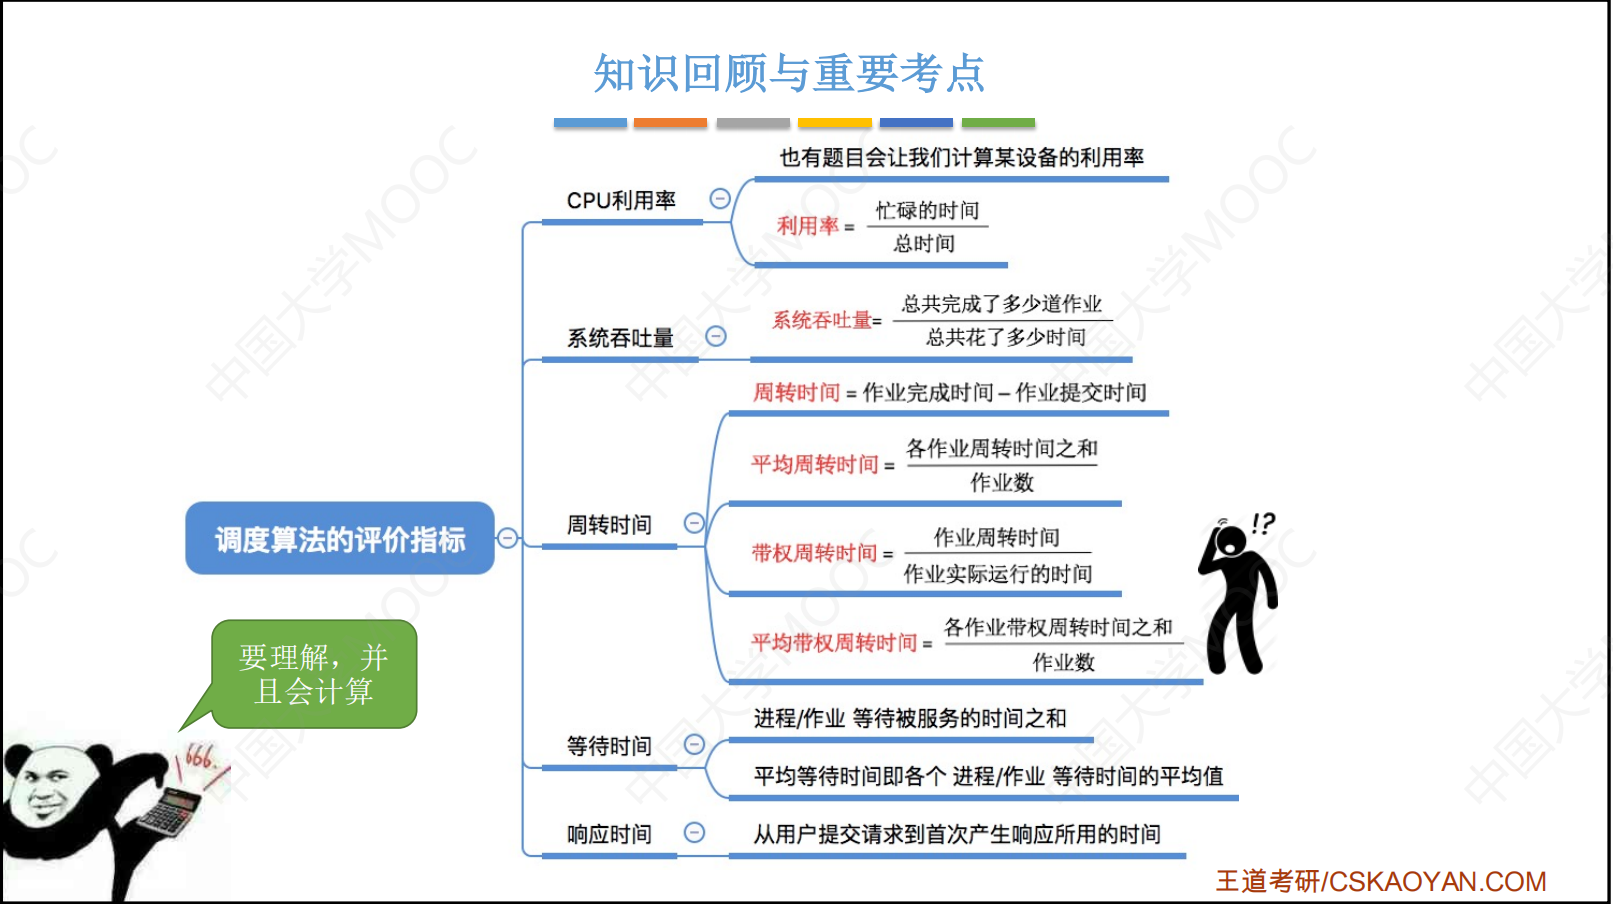 知识回顾与重要考点
也有题目会让我们计算某设备的利用率
CPU利用率
利用率 =
忙碌的时间
总时间
系统吞吐量
系统吞吐量=
总共完成了多少道作业
总共花了多少时间
周转时间 = 作业完成时间 – 作业提交时间
平均周转时间 =
各作业周转时间之和
作业数
周转时间
带权周转时间 =
作业周转时间
作业实际运行的时间
平均带权周转时间 =
各作业带权周转时间之和
作业数
调度算法的评价指标
!?
要理解，并
且会计算
进程/作业 等待被服务的时间之和
等待时间
平均等待时间即各个 进程/作业 等待时间的平均值
666.
响应时间
从用户提交请求到首次产生响应所用的时间
王道考研/CSKAOYAN.COM
中国大学MOOC